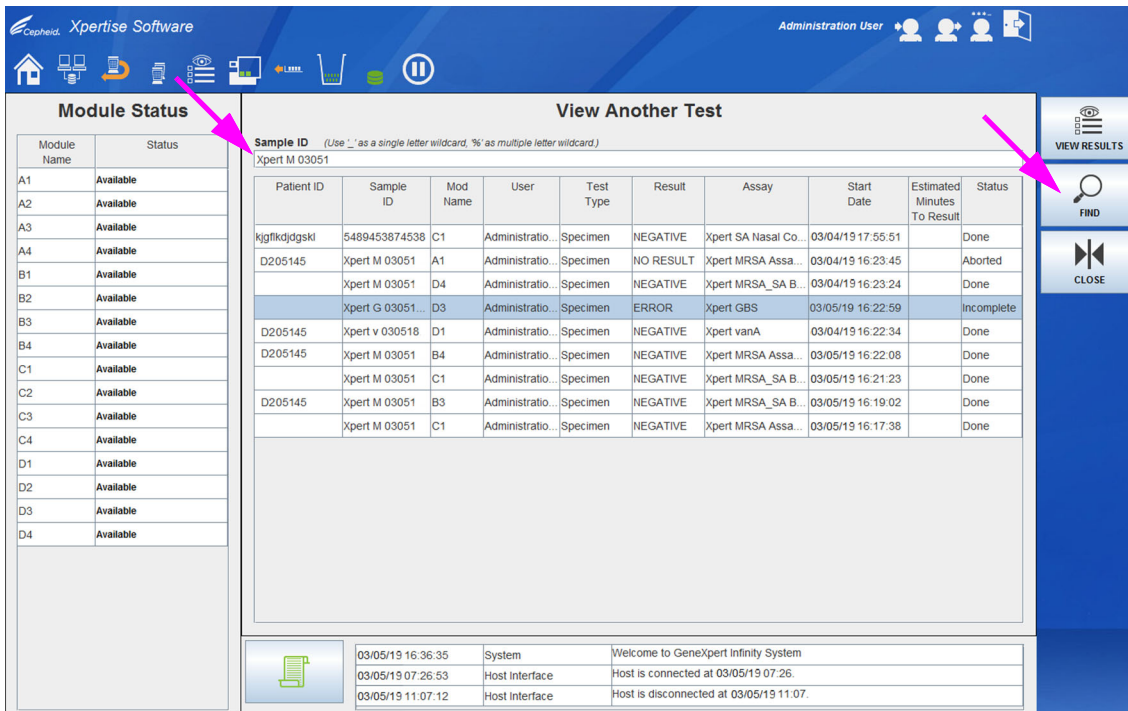 Cepheid. Xpertise Software
Administration User
Module Status
Module Name Status
A1 Available
A2 Available
A3 Available
A4 Available
B1 Available
B2 Available
B3 Available
B4 Available
C1 Available
C2 Available
C3 Available
C4 Available
D1 Available
D2 Available
D3 Available
D4 Available
View Another Test
Sample ID (Use '_' as a single letter wildcard, '%' as multiple letter wildcard.)
Xpert M 03051
Patient ID Sample ID Mod Name User Test Type Result Assay Start Date Estimated Minutes To Result Status
kjgflkdjdgskl 5489453874538 C1 Administratio... Specimen NEGATIVE Xpert SA Nasal Co... 03/04/19 17:55:51 Done
D205145 Xpert M 03051 A1 Administratio... Specimen NO RESULT Xpert MRSA Assa... 03/04/19 16:23:45 Aborted
Xpert M 03051 D4 Administratio... Specimen NEGATIVE Xpert MRSA_SA B... 03/04/19 16:23:24 Done
Xpert G 03051... D3 Administratio... Specimen ERROR Xpert GBS 03/05/19 16:22:59 Incomplete
D205145 Xpert v 030518 D1 Administratio... Specimen NEGATIVE Xpert vanA 03/04/19 16:22:34 Done
D205145 Xpert M 03051 B4 Administratio... Specimen NEGATIVE Xpert MRSA Assa... 03/05/19 16:22:08 Done
Xpert M 03051 C1 Administratio... Specimen NEGATIVE Xpert MRSA_SA B... 03/05/19 16:21:23 Done
D205145 Xpert M 03051 B3 Administratio... Specimen NEGATIVE Xpert MRSA_SA B... 03/05/19 16:19:02 Done
Xpert M 03051 C1 Administratio... Specimen NEGATIVE Xpert MRSA Assa... 03/05/19 16:17:38 Done
VIEW RESULTS
FIND
CLOSE
03/05/19 16:36:35 System Welcome to GeneXpert Infinity System
03/05/19 07:26:53 Host Interface Host is connected at 03/05/19 07:26.
03/05/19 11:07:12 Host Interface Host is disconnected at 03/05/19 11:07.